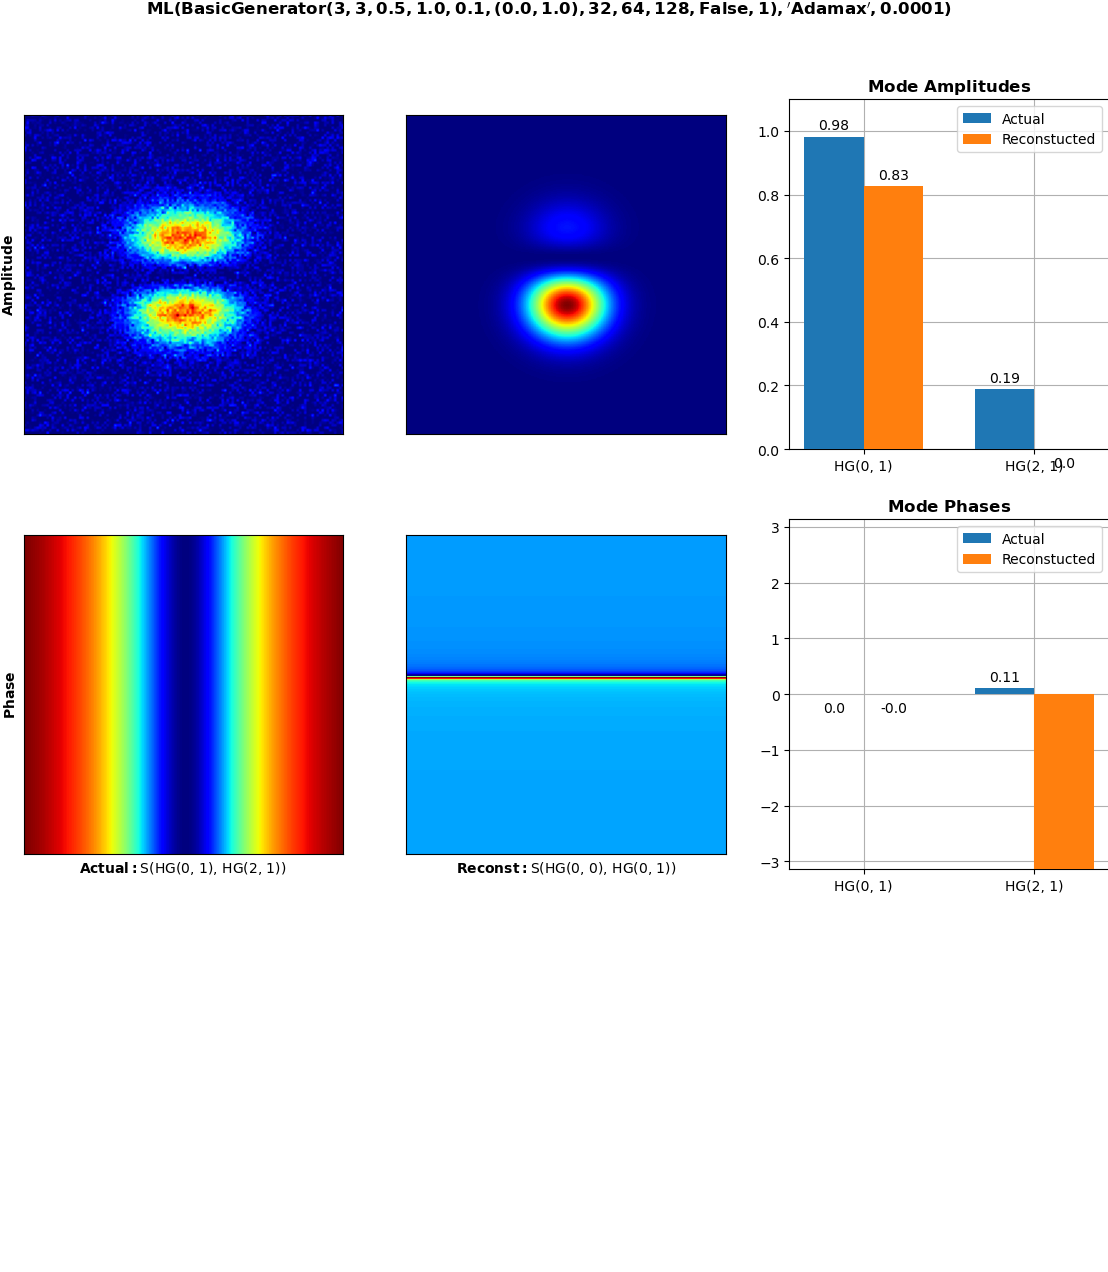 ML(BasicGenerator(3, 3, 0.5, 1.0, 0.1, (0.0, 1.0), 32, 64, 128, False, 1), ′Adamax′, 0.0001)
Amplitude
Mode Amplitudes
Actual
Reconstucted
1.0
0.8
0.6
0.4
0.2
0.0
0.98
0.83
0.19
0.0
HG(0, 1)
HG(2, 1)
Phase
Actual: S(HG(0, 1), HG(2, 1))
Reconst: S(HG(0, 0), HG(0, 1))
Mode Phases
Actual
Reconstucted
3
2
1
0
−1
−2
−3
0.0
-0.0
0.11
HG(0, 1)
HG(2, 1)